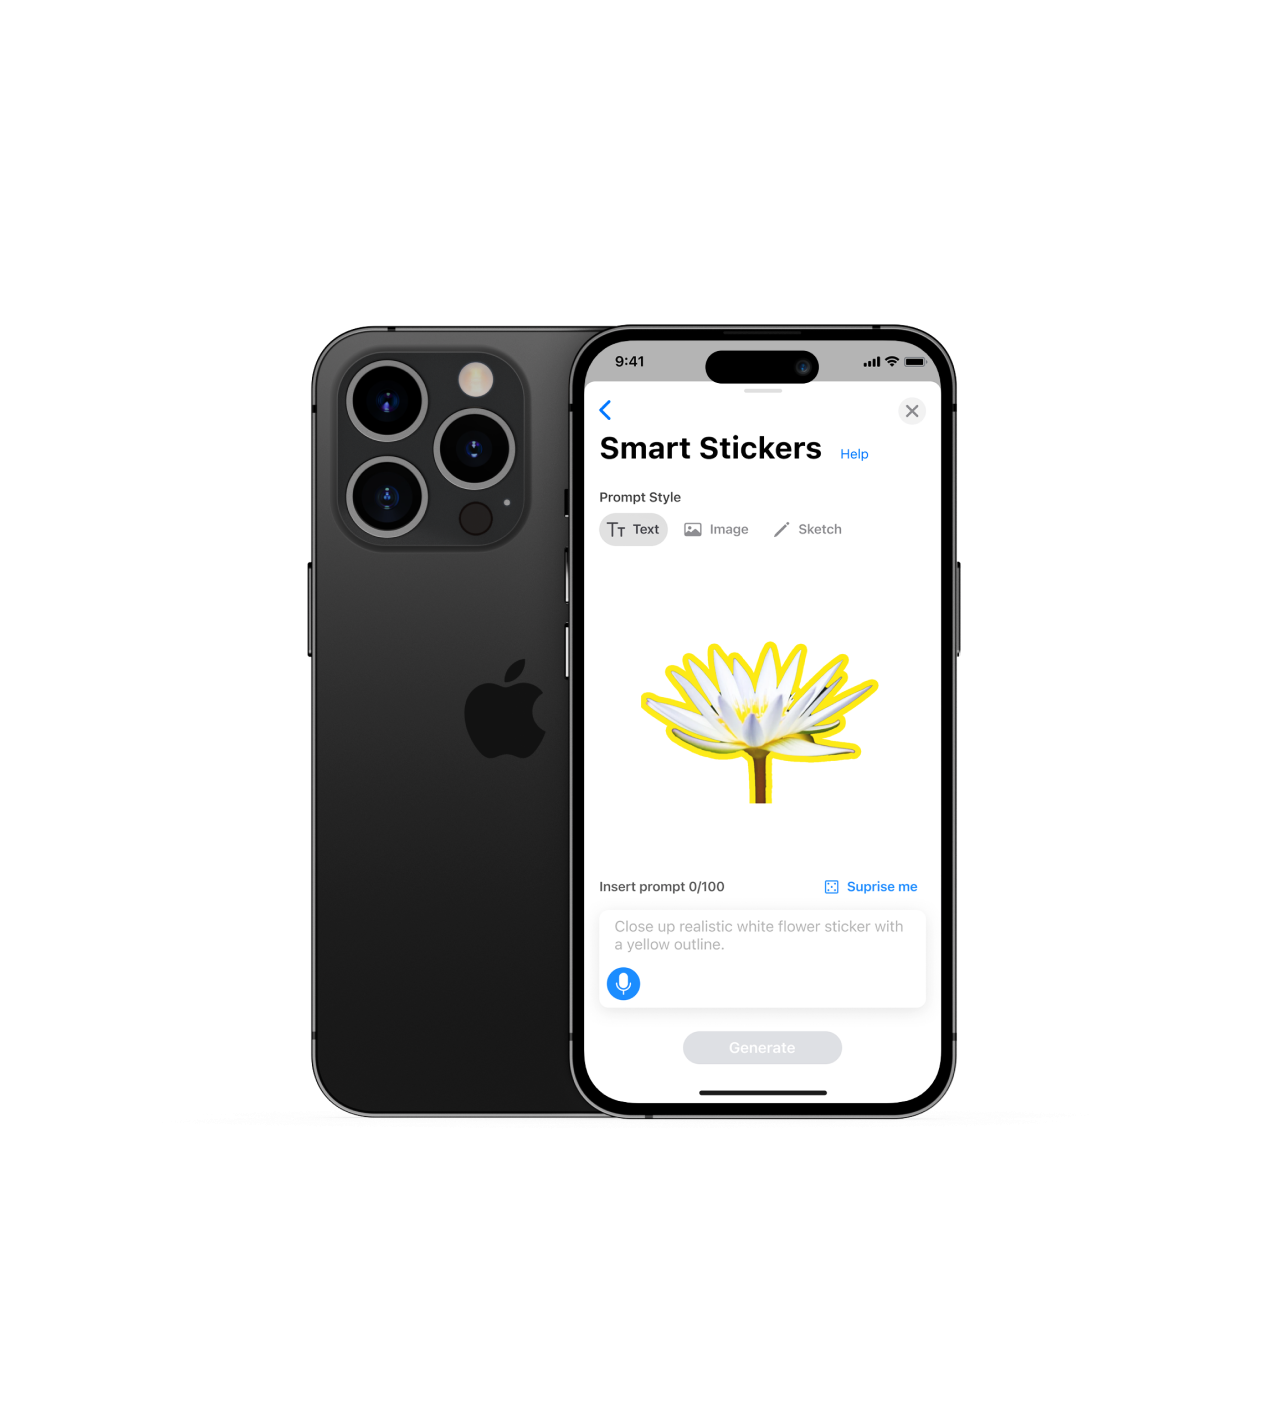 9:41
Smart Stickers Help
Prompt Style
Text Image Sketch
Insert prompt 0/100 Suprise me
Close up realistic white flower sticker with
a yellow outline.
Generate